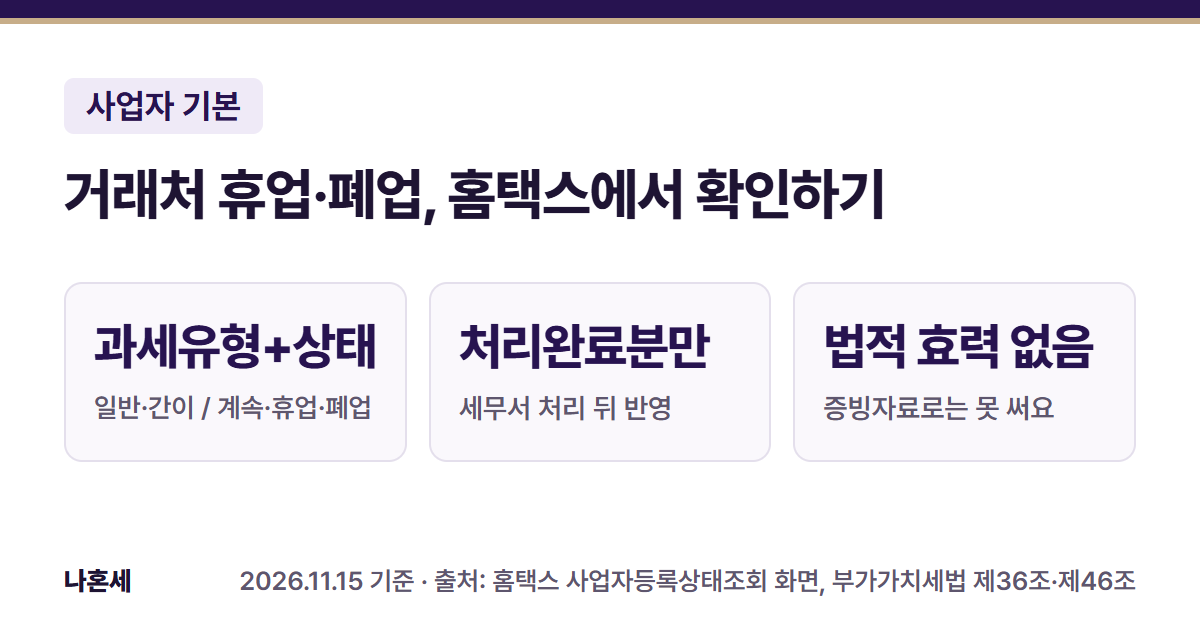 사업자 기본
거래처 휴업·폐업, 홈택스에서 확인하기
과세유형+상태
일반·간이 / 계속·휴업·폐업
처리완료분만
세무서 처리 뒤 반영
법적 효력 없음
증빙자료로는 못 써요
나혼세
2026.11.15 기준 · 출처: 홈택스 사업자등록상태조회 화면, 부가가치세법 제36조·제46조